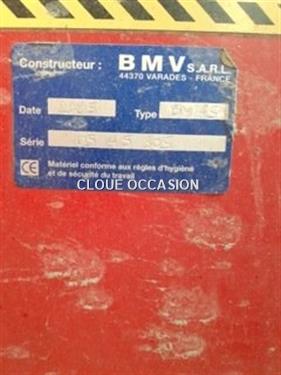 Constructeur : B M V S.A.R.L.
44370 VARADES - FRANCE
Date Type
Série
CE Matériel conforme aux règles d'hygiène
et de sécurité du travail
CLOUE OCCASION